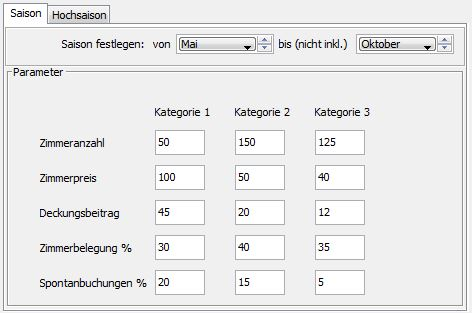 Saison Hochsaison
Saison festlegen: von Mai bis (nicht inkl.) Oktober
Parameter
Kategorie 1 Kategorie 2 Kategorie 3
Zimmeranzahl 50 150 125
Zimmerpreis 100 50 40
Deckungsbeitrag 45 20 12
Zimmerbelegung % 30 40 35
Spontanbuchungen % 20 15 5